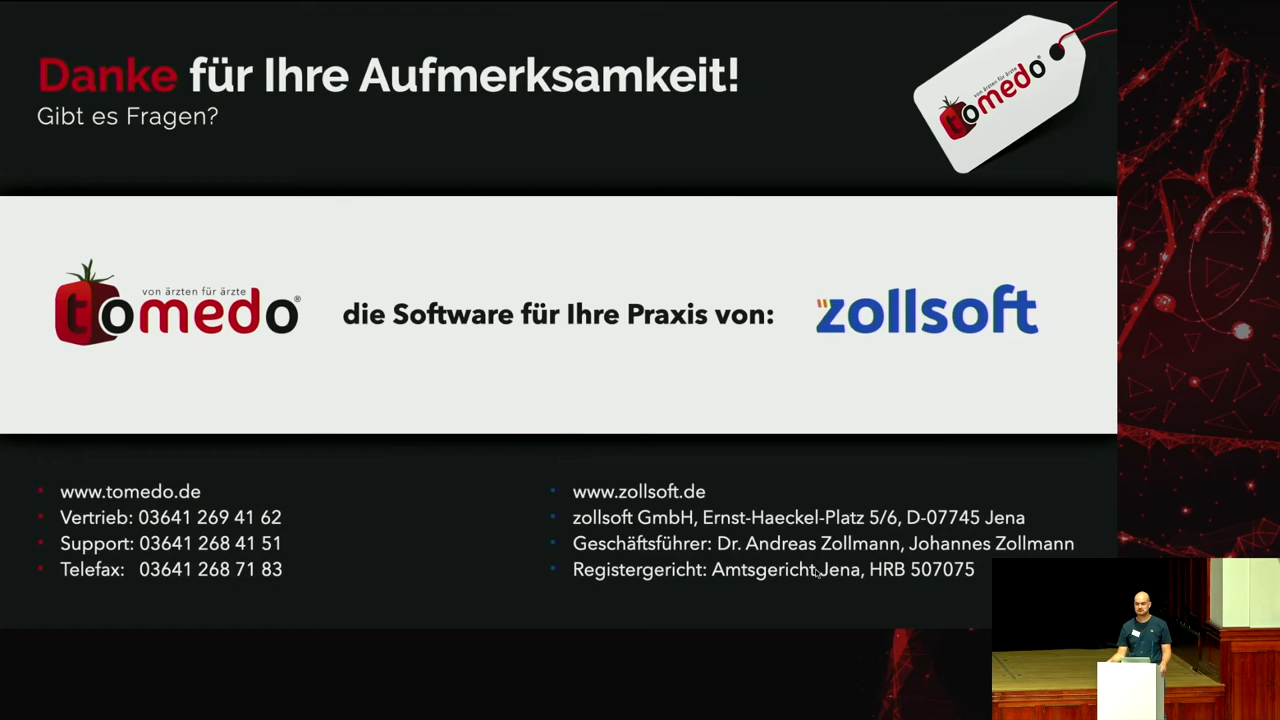 Danke für Ihre Aufmerksamkeit!
Gibt es Fragen?
von ärzten für ärzte
tomedo®
von ärzten für ärzte
tomedo®
die Software für Ihre Praxis von:
zollsoft
www.tomedo.de
Vertrieb: 03641 269 41 62
Support: 03641 268 41 51
Telefax: 03641 268 71 83
www.zollsoft.de
zollsoft GmbH, Ernst-Haeckel-Platz 5/6, D-07745 Jena
Geschäftsführer: Dr. Andreas Zollmann, Johannes Zollmann
Registergericht: Amtsgericht Jena, HRB 507075